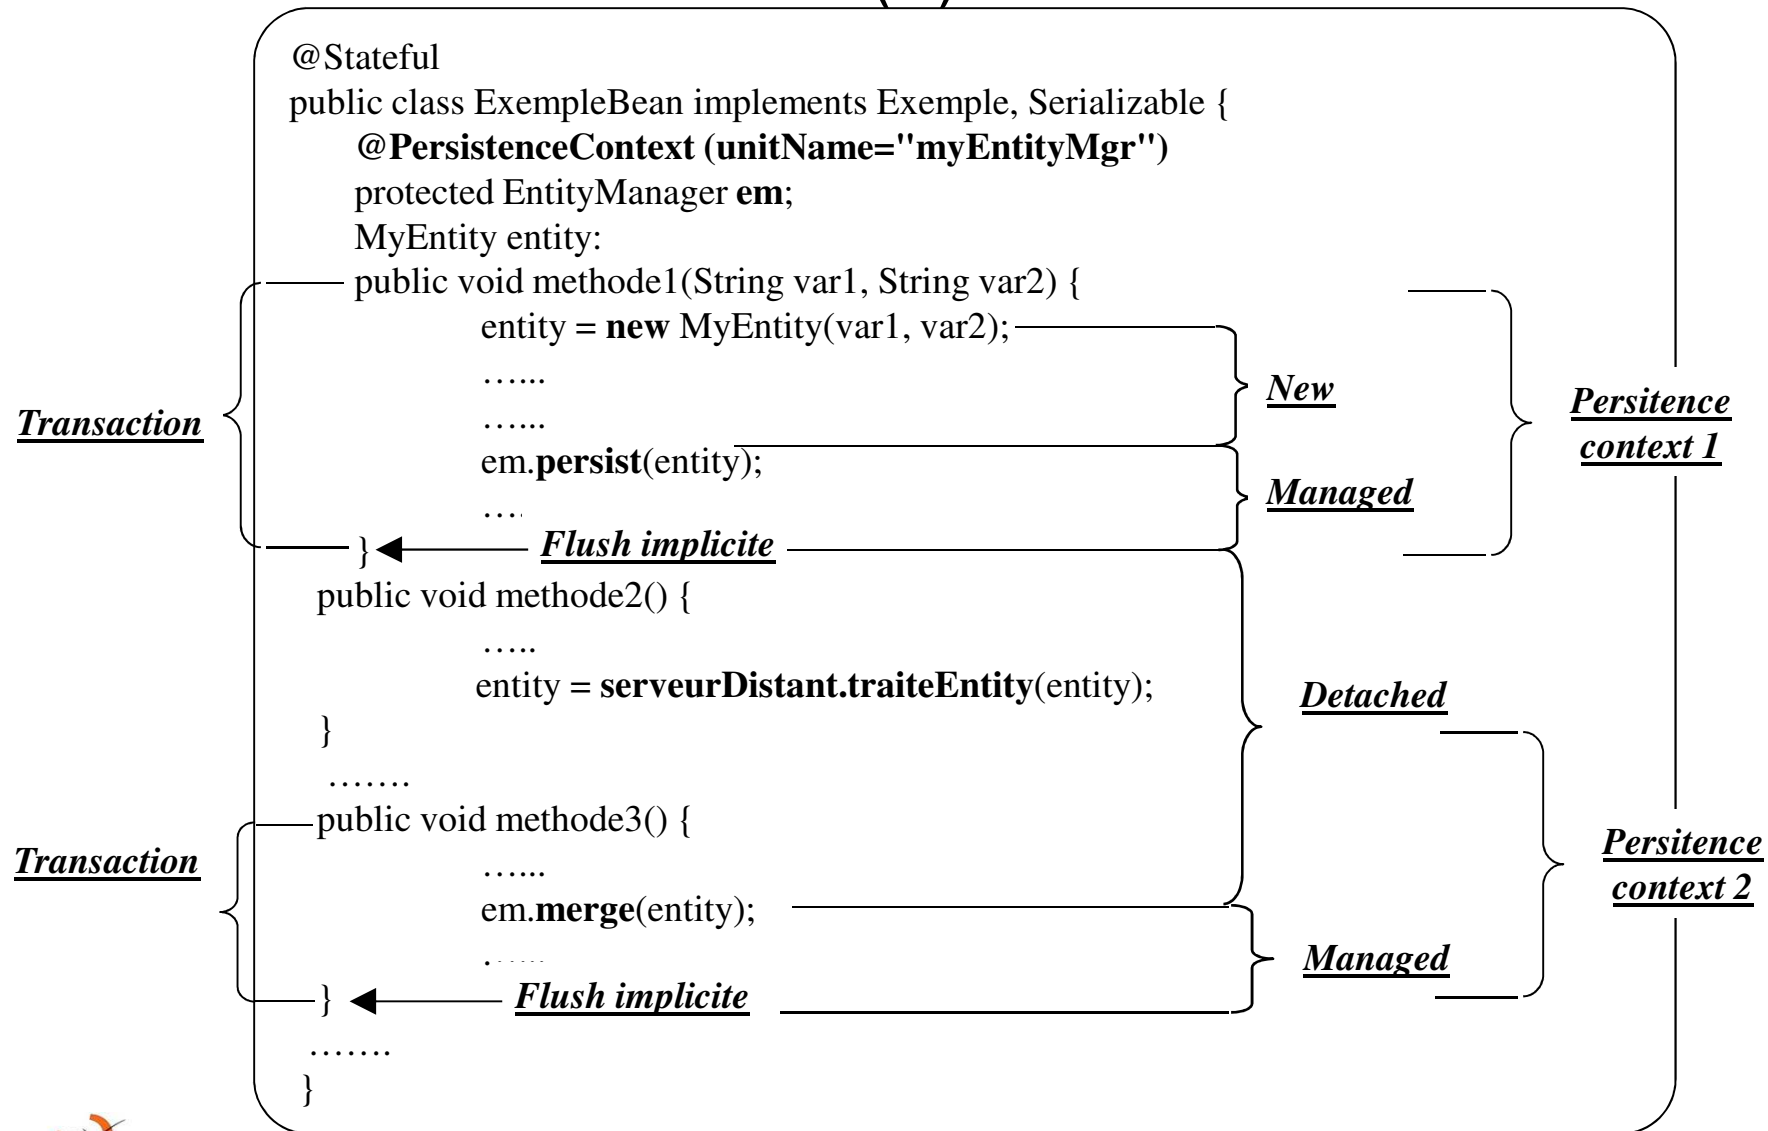 @Stateful
public class ExempleBean implements Exemple, Serializable {
@PersistenceContext (unitName="myEntityMgr")
protected EntityManager em;
MyEntity entity:
public void methode1(String var1, String var2) {
entity = new MyEntity(var1, var2);
…...
New
Persitence
context 1
Transaction
…...
em.persist(entity);
Managed
….
} Flush implicite
public void methode2() {
…..
entity = serveurDistant.traiteEntity(entity);
Detached
}
…….
public void methode3() {
Persitence
context 2
Transaction
…...
em.merge(entity);
......
Managed
} Flush implicite
…….
}